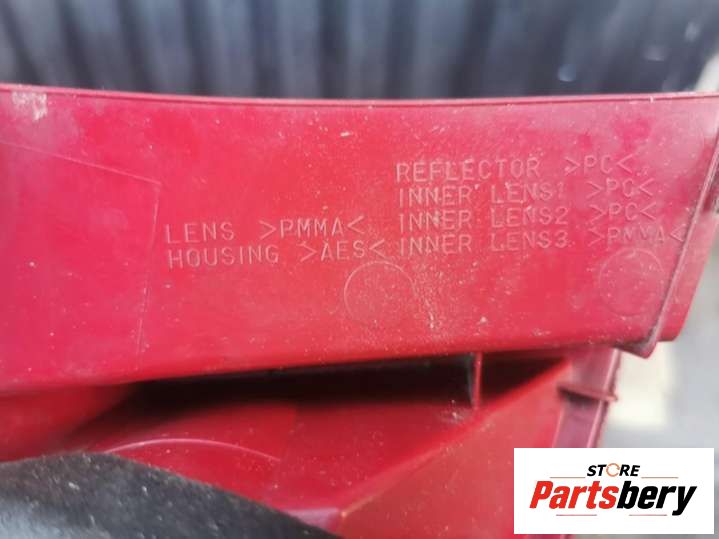 REFLECTOR >PC<
INNER LENS1 >PC<
LENS >PMMA< INNER LENS2 >PC<
HOUSING >AES< INNER LENS3 >PMMA<
STORE
Partsbery